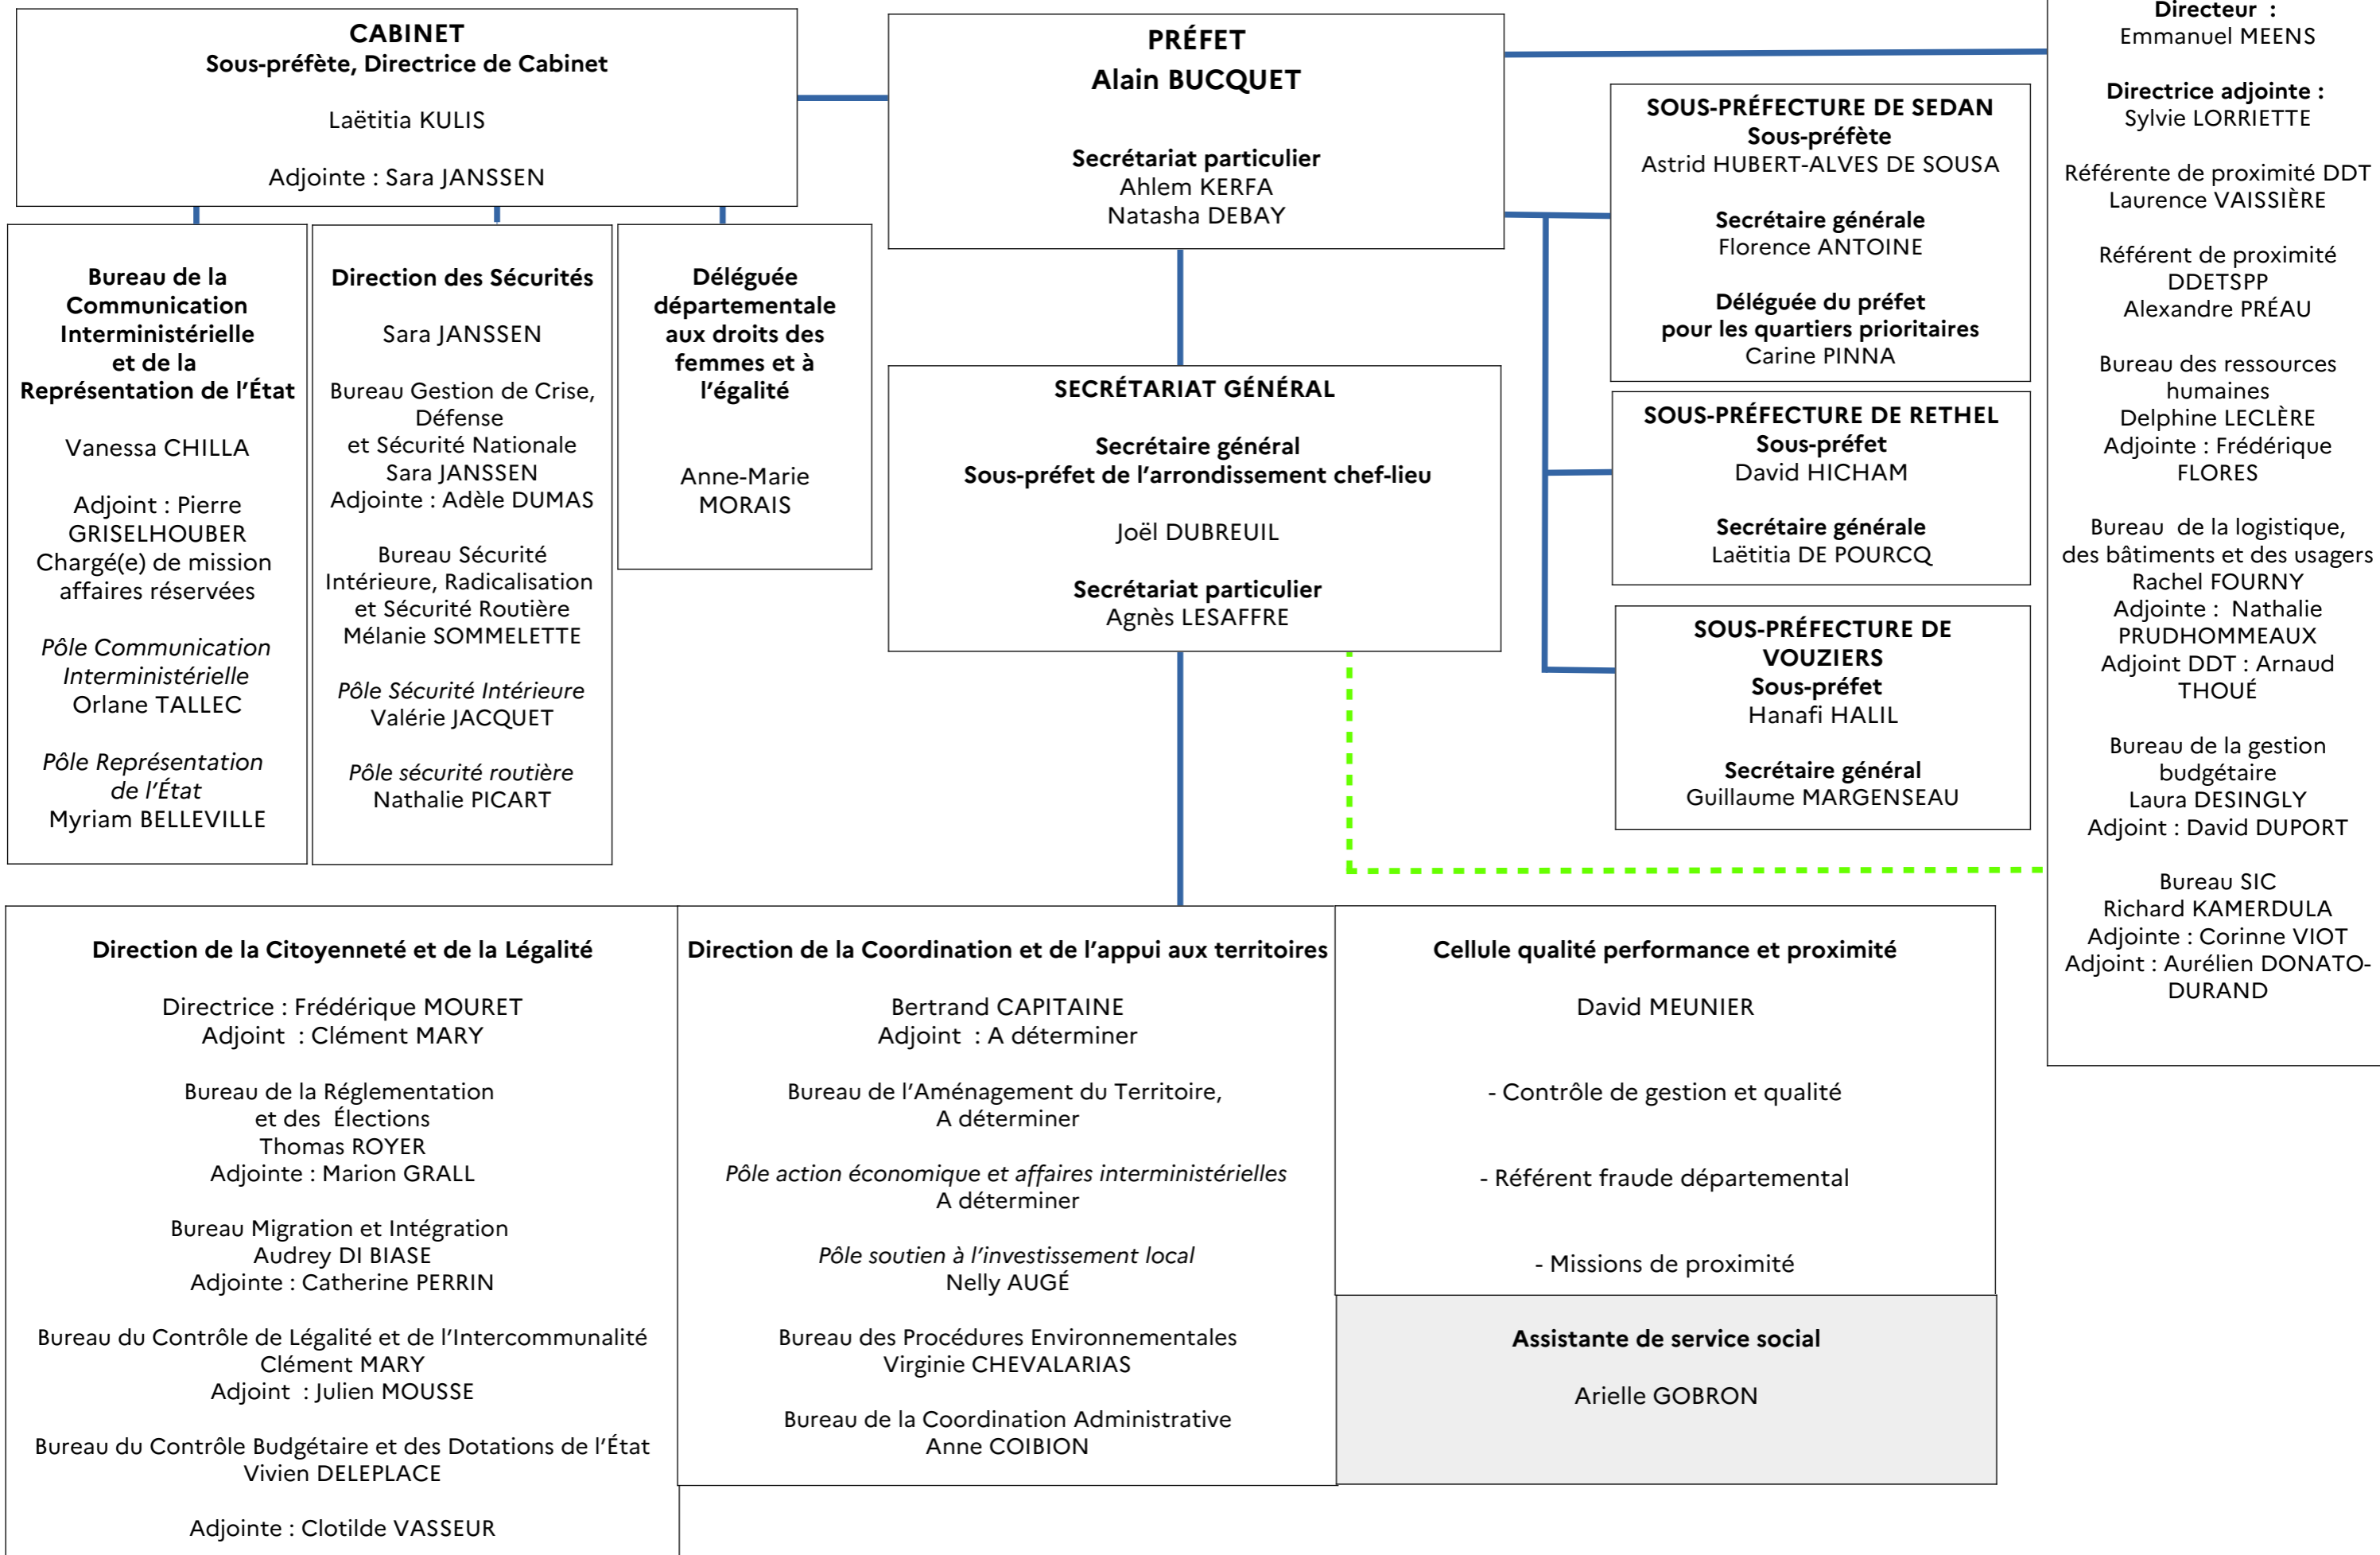 CABINET
Sous-préfète, Directrice de Cabinet
Laëtitia KULIS
Adjointe : Sara JANSSEN
PRÉFET
Alain BUCQUET
Secrétariat particulier
Ahlem KERFA
Natasha DEBAY
Bureau de la
Communication
Interministérielle
et de la
Représentation de l’État
Vanessa CHILLA
Adjoint : Pierre
GRISELHOUBER
Chargé(e) de mission
affaires réservées
Pôle Communication
Interministérielle
Orlane TALLEC
Pôle Représentation
de l’État
Myriam BELLEVILLE
Direction des Sécurités
Sara JANSSEN
Bureau Gestion de Crise,
Défense
et Sécurité Nationale
Sara JANSSEN
Adjointe : Adèle DUMAS
Bureau Sécurité
Intérieure, Radicalisation
et Sécurité Routière
Mélanie SOMMELETTE
Pôle Sécurité Intérieure
Valérie JACQUET
Pôle sécurité routière
Nathalie PICART
Déléguée
départementale
aux droits des
femmes et à
l’égalité
Anne-Marie
MORAIS
SECRÉTARIAT GÉNÉRAL
Secrétaire général
Sous-préfet de l’arrondissement chef-lieu
Joël DUBREUIL
Secrétariat particulier
Agnès LESAFFRE
SOUS-PRÉFECTURE DE SEDAN
Sous-préfète
Astrid HUBERT-ALVES DE SOUSA
Secrétaire générale
Florence ANTOINE
Déléguée du préfet
pour les quartiers prioritaires
Carine PINNA
SOUS-PRÉFECTURE DE RETHEL
Sous-préfet
David HICHAM
Secrétaire générale
Laëtitia DE POURCQ
SOUS-PRÉFECTURE DE
VOUZIERS
Sous-préfet
Hanafi HALIL
Secrétaire général
Guillaume MARGENSEAU
Directeur :
Emmanuel MEENS
Directrice adjointe :
Sylvie LORRIETTE
Référente de proximité DDT
Laurence VAISSIÈRE
Référent de proximité
DDETSPP
Alexandre PRÉAU
Bureau des ressources
humaines
Delphine LECLÈRE
Adjointe : Frédérique
FLORES
Bureau de la logistique,
des bâtiments et des usagers
Rachel FOURNY
Adjointe : Nathalie
PRUDHOMMEAUX
Adjoint DDT : Arnaud
THOUÉ
Bureau de la gestion
budgétaire
Laura DESINGLY
Adjoint : David DUPORT
Bureau SIC
Richard KAMERDULA
Adjointe : Corinne VIOT
Adjoint : Aurélien DONATO-
DURAND
Direction de la Citoyenneté et de la Légalité
Directrice : Frédérique MOURET
Adjoint : Clément MARY
Bureau de la Réglementation
et des Élections
Thomas ROYER
Adjointe : Marion GRALL
Bureau Migration et Intégration
Audrey DI BIASE
Adjointe : Catherine PERRIN
Bureau du Contrôle de Légalité et de l’Intercommunalité
Clément MARY
Adjoint : Julien MOUSSE
Bureau du Contrôle Budgétaire et des Dotations de l’État
Vivien DELEPLACE
Adjointe : Clotilde VASSEUR
Direction de la Coordination et de l’appui aux territoires
Bertrand CAPITAINE
Adjoint : A déterminer
Bureau de l’Aménagement du Territoire,
A déterminer
Pôle action économique et affaires interministérielles
A déterminer
Pôle soutien à l’investissement local
Nelly AUGÉ
Bureau des Procédures Environnementales
Virginie CHEVALARIAS
Bureau de la Coordination Administrative
Anne COIBION
Cellule qualité performance et proximité
David MEUNIER
- Contrôle de gestion et qualité
- Référent fraude départemental
- Missions de proximité
Assistante de service social
Arielle GOBRON